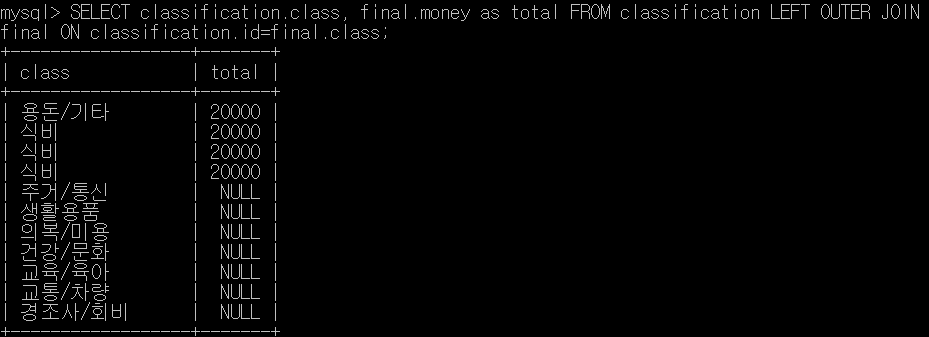 mysql> SELECT classification.class, final.money as total FROM classification LEFT OUTER JOIN
final ON classification.id=final.class;
+-------------------+-------+
| class             | total |
+-------------------+-------+
| 용돈/기타         | 20000 |
| 식비              | 20000 |
| 식비              | 20000 |
| 식비              | 20000 |
| 주거/통신         |  NULL |
| 생활용품          |  NULL |
| 의복/미용         |  NULL |
| 건강/문화         |  NULL |
| 교육/육아         |  NULL |
| 교통/차량         |  NULL |
| 경조사/회비       |  NULL |
+-------------------+-------+